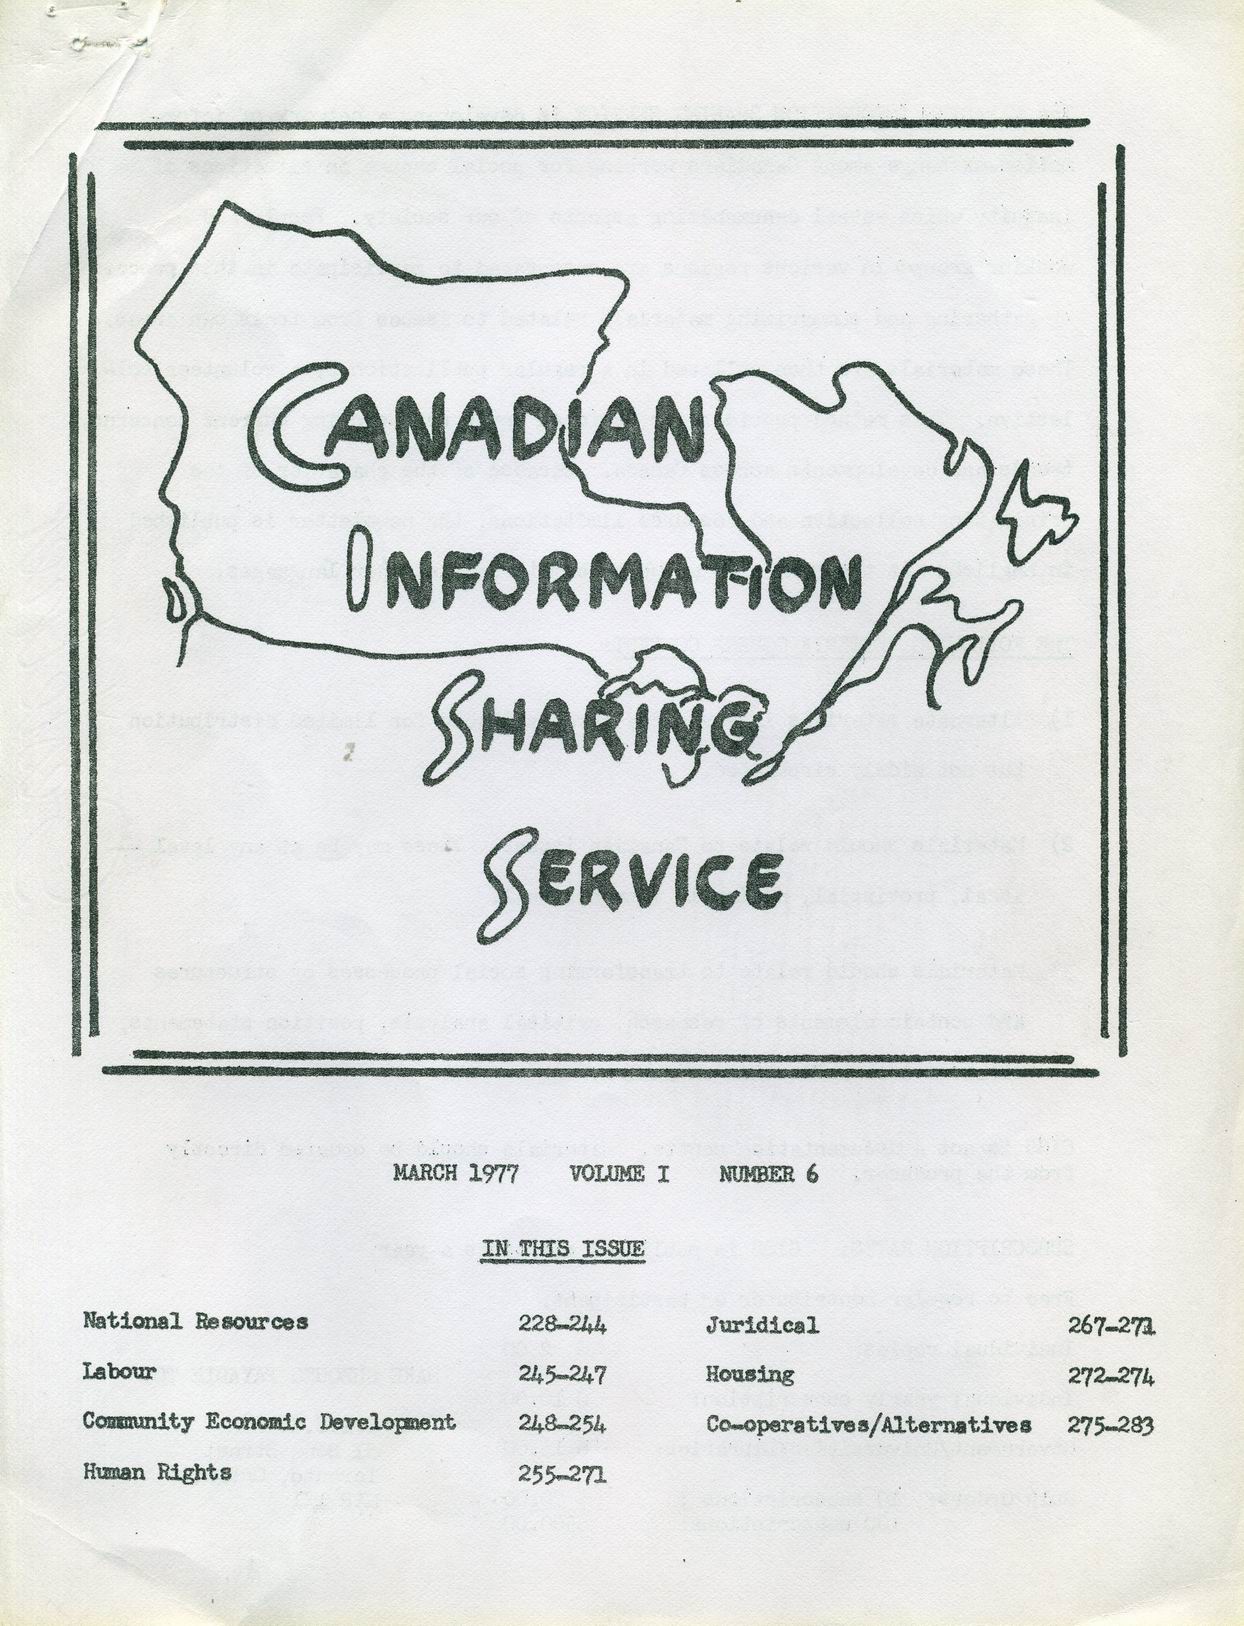 CANADIAN
INFORMATION
SHARING
SERVICE
MARCH 1977 VOLUME I NUMBER 6
IN THIS ISSUE
National Resources 228-244 Juridical 267-271
Labour 245-247 Housing 272-274
Community Economic Development 248-254 Co-operatives/Alternatives 275-283
Human Rights 255-271